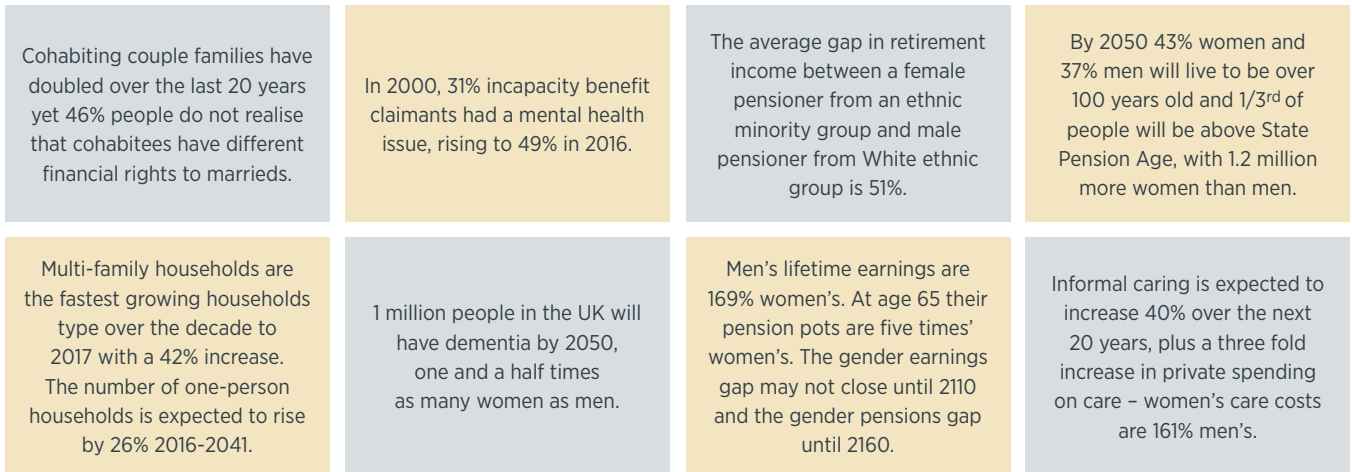 Cohabiting couple families have
doubled over the last 20 years
yet 46% people do not realise
that cohabitees have different
financial rights to marrieds.
In 2000, 31% incapacity benefit
claimants had a mental health
issue, rising to 49% in 2016.
The average gap in retirement
income between a female
pensioner from an ethnic
minority group and male
pensioner from White ethnic
group is 51%.
By 2050 43% women and
37% men will live to be over
100 years old and 1/3rd of
people will be above State
Pension Age, with 1.2 million
more women than men.
Multi-family households are
the fastest growing households
type over the decade to
2017 with a 42% increase.
The number of one-person
households is expected to rise
by 26% 2016-2041.
1 million people in the UK will
have dementia by 2050,
one and a half times
as many women as men.
Men’s lifetime earnings are
169% women’s. At age 65 their
pension pots are five times’
women’s. The gender earnings
gap may not close until 2110
and the gender pensions gap
until 2160.
Informal caring is expected to
increase 40% over the next
20 years, plus a three fold
increase in private spending
on care – women’s care costs
are 161% men’s.